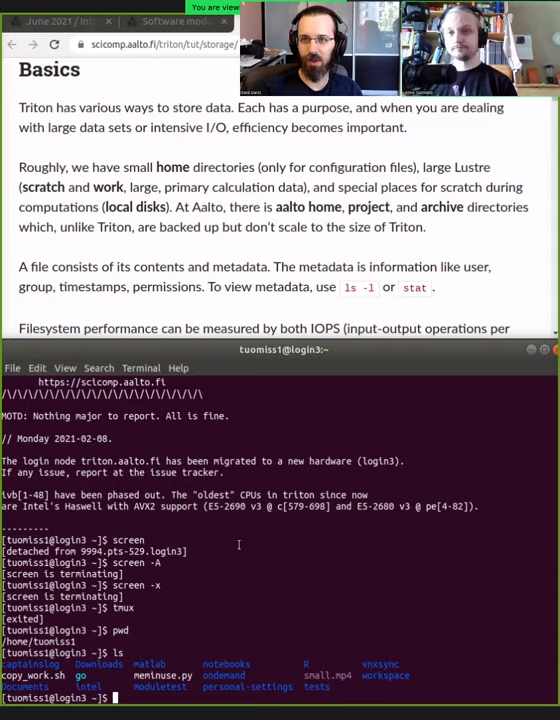 You are view
June 2021 / In
Software modu
scicomp.aalto.fi/triton/tut/storage/
Basics
Triton has various ways to store data. Each has a purpose, and when you are dealing
with large data sets or intensive I/O, efficiency becomes important.
Roughly, we have small home directories (only for configuration files), large Lustre
(scratch and work, large, primary calculation data), and special places for scratch during
computations (local disks). At Aalto, there is aalto home, project, and archive directories
which, unlike Triton, are backed up but don't scale to the size of Triton.
A file consists of its contents and metadata. The metadata is information like user,
group, timestamps, permissions. To view metadata, use ls -l or stat.
Filesystem performance can be measured by both IOPS (input-output operations per
tuomiss1@login3:~
File Edit View Search Terminal Help
https://scicomp.aalto.fi
/\/\/\/\/\/\/\/\/\/\/\/\/\/\/\/\/\/\
MOTD: Nothing major to report. All is fine.
// Monday 2021-02-08.
The login node triton.aalto.fi has been migrated to a new hardware (login3).
If any issue, report at the issue tracker.
ivb[1-48] have been phased out. The "oldest" CPUs in triton since now
are Intel's Haswell with AVX2 support (E5-2690 v3 @ c[579-698] and E5-2680 v3 @ pe[4-82]).
---------
[tuomiss1@login3 ~]$ screen
[detached from 9994.pts-529.login3]
[tuomiss1@login3 ~]$ screen -A
[screen is terminating]
[tuomiss1@login3 ~]$ screen -x
[screen is terminating]
[tuomiss1@login3 ~]$ tmux
[exited]
[tuomiss1@login3 ~]$ pwd
/home/tuomiss1
[tuomiss1@login3 ~]$ ls
captainslog Downloads matlab notebooks R vnxsync
copy_work.sh go meminuse.py ondemand small.mp4 workspace
Documents intel moduletest personal-settings tests
[tuomiss1@login3 ~]$